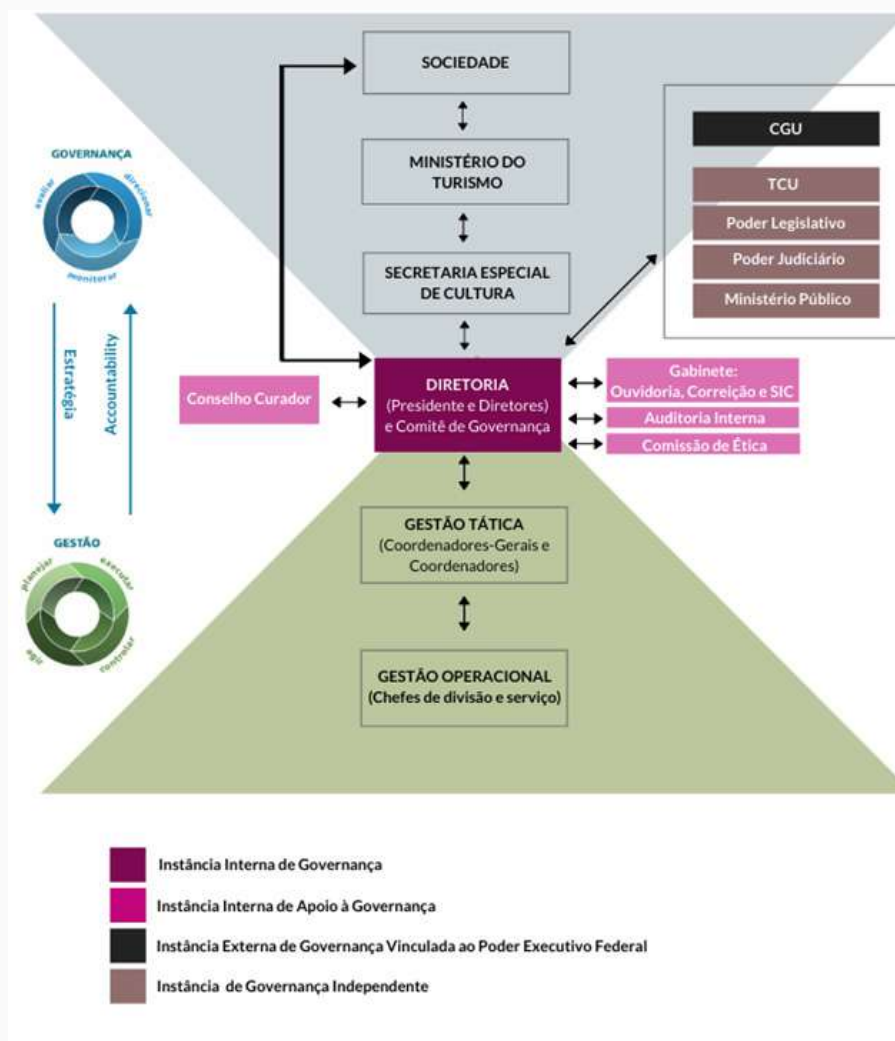 SOCIEDADE
MINISTÉRIO DO
TURISMO
SECRETARIA ESPECIAL
DE CULTURA
CGU
TCU
Poder Legislativo
Poder Judiciário
Ministério Público
GOVERNANÇA
avaliar
direcionar
monitorar
Estratégia
Accountability
Conselho Curador
DIRETORIA
(Presidente e Diretores)
e Comitê de Governança
Gabinete:
Ouvidoria, Correição e SIC
Auditoria Interna
Comissão de Ética
GESTÃO
planejar
executar
agir
controlar
GESTÃO TÁTICA
(Coordenadores-Gerais e
Coordenadores)
GESTÃO OPERACIONAL
(Chefes de divisão e serviço)
Instância Interna de Governança
Instância Interna de Apoio à Governança
Instância Externa de Governança Vinculada ao Poder Executivo Federal
Instância de Governança Independente